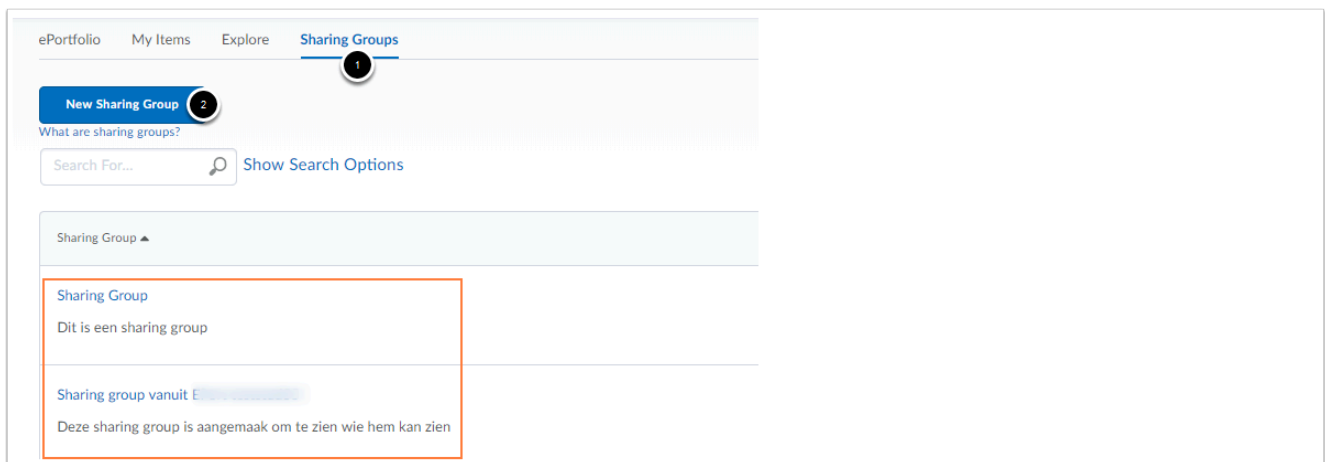 ePortfolio My Items Explore Sharing Groups
1
New Sharing Group 2
What are sharing groups?
Search For... Show Search Options
Sharing Group
Sharing Group
Dit is een sharing group
Sharing group vanuit
Deze sharing group is aangemaak om te zien wie hem kan zien